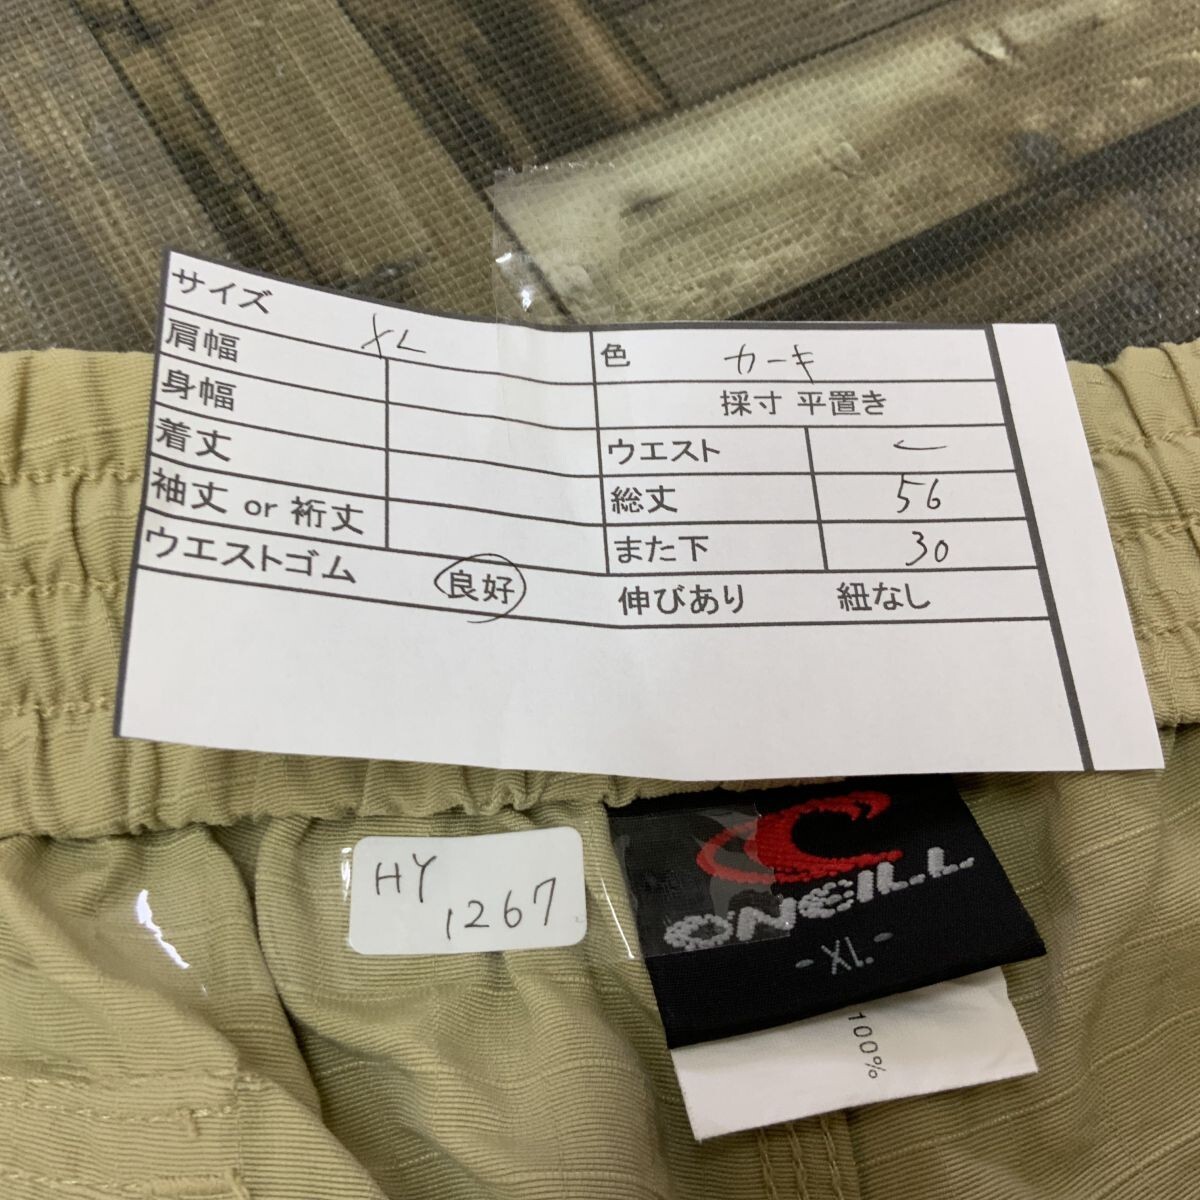 サイズ XL
肩幅
身幅
着丈
袖丈 or 裄丈
ウエストゴム 良好 伸びあり 紐なし
色 カーキ
採寸 平置き
ウエスト ー
総丈 56
また下 30
HY
1267
O'NEILL
-XL-
100%